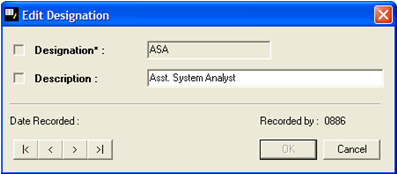 Edit Designation
Designation* : ASA
Description : Asst. System Analyst
Date Recorded : Recorded by : 0886
|< < > >| OK Cancel